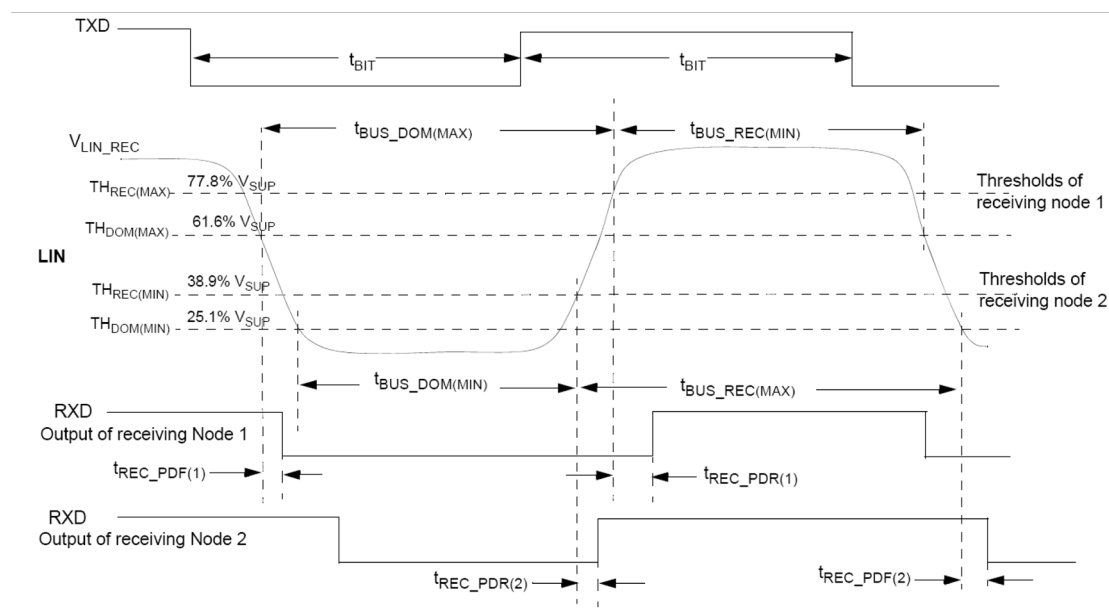 TXD
tBIT
tBIT
tBUS_DOM(MAX)
tBUS_REC(MIN)
VLIN_REC
THREC(MAX)
77.8% VSUP
Thresholds of
receiving node 1
THDOM(MAX)
61.6% VSUP
LIN
THREC(MIN)
38.9% VSUP
Thresholds of
receiving node 2
THDOM(MIN)
25.1% VSUP
tBUS_DOM(MIN)
tBUS_REC(MAX)
RXD
Output of receiving Node 1
tREC_PDF(1)
tREC_PDR(1)
RXD
Output of receiving Node 2
tREC_PDR(2)
tREC_PDF(2)